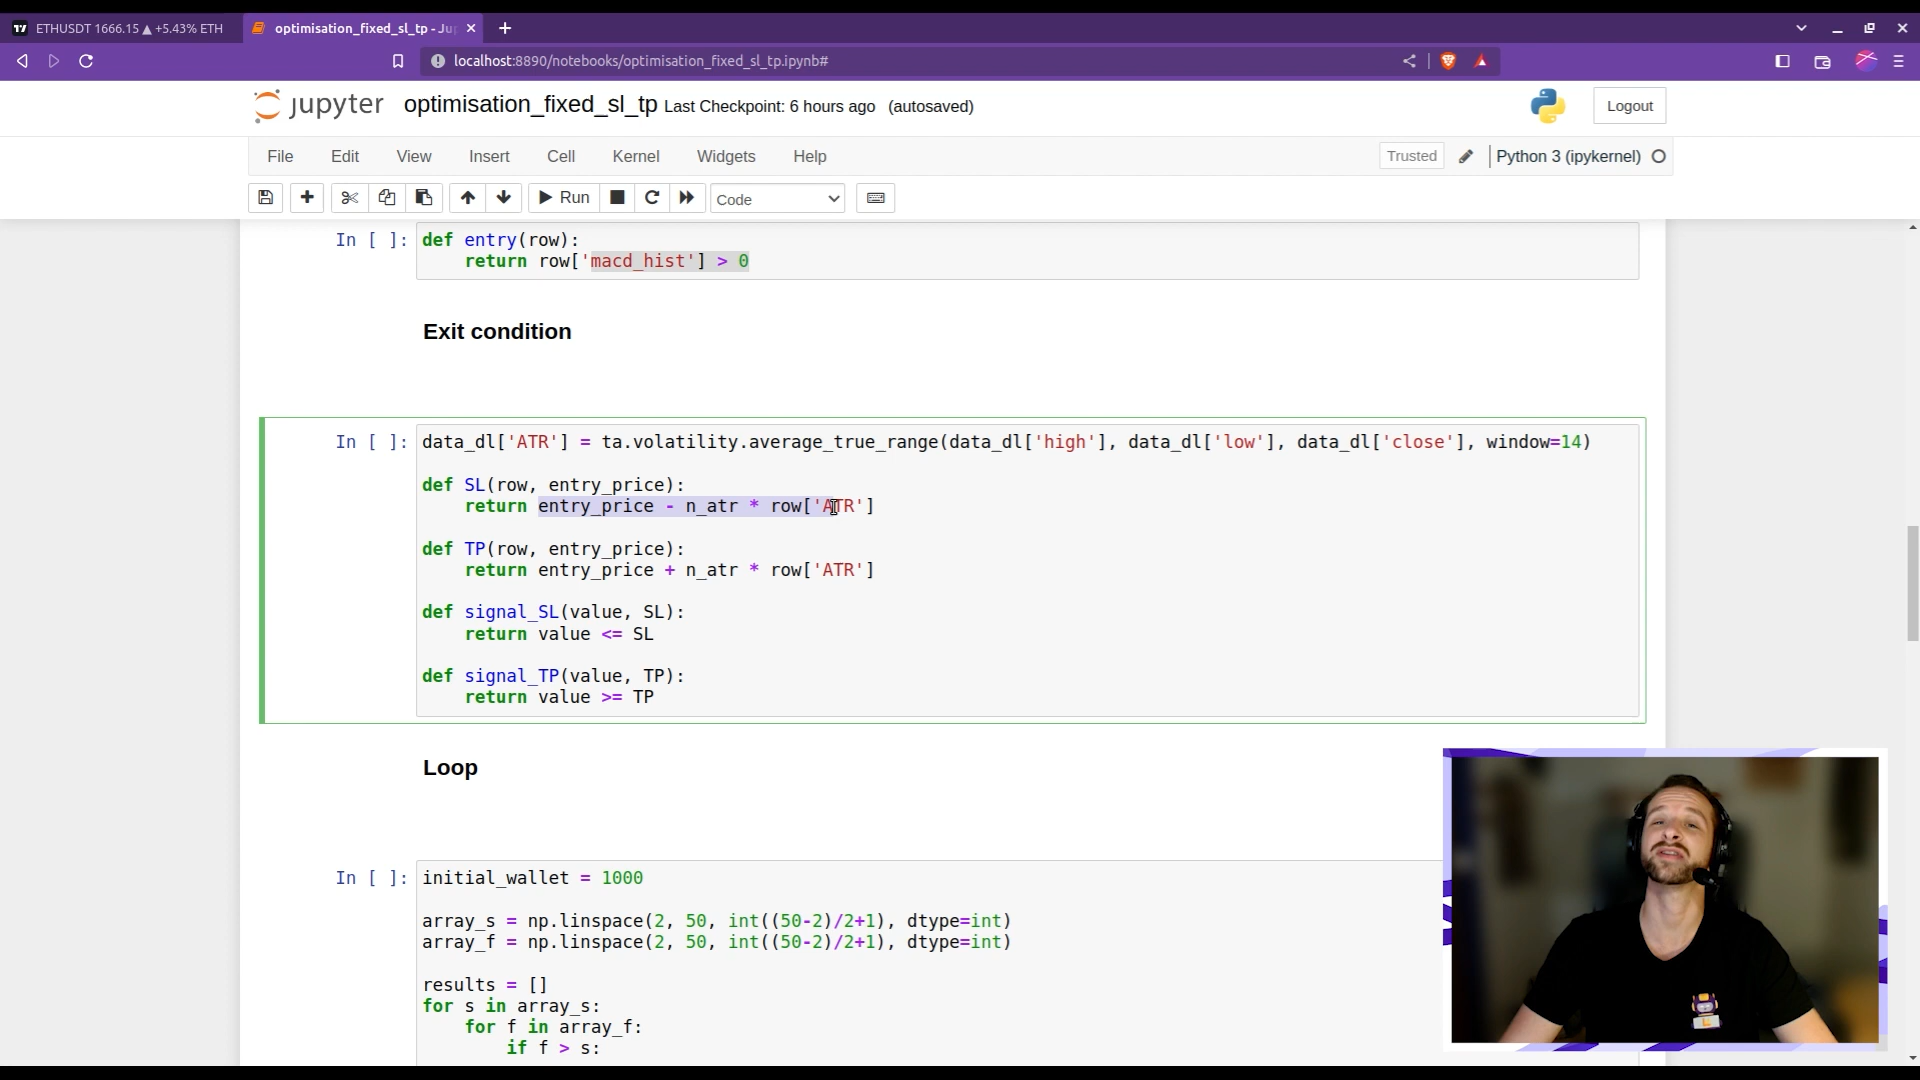 ETHUSDT 1666.15 ▲ +5.43% ETH
optimisation_fixed_sl_tp - Ju
localhost:8890/notebooks/optimisation_fixed_sl_tp.ipynb#
jupyter optimisation_fixed_sl_tp Last Checkpoint: 6 hours ago (autosaved)
Logout
File Edit View Insert Cell Kernel Widgets Help
Trusted Python 3 (ipykernel)
Run Code
In [ ]: def entry(row):
return row['macd_hist'] > 0
Exit condition
In [ ]: data_dl['ATR'] = ta.volatility.average_true_range(data_dl['high'], data_dl['low'], data_dl['close'], window=14)
def SL(row, entry_price):
return entry_price - n_atr * row['ATR']
def TP(row, entry_price):
return entry_price + n_atr * row['ATR']
def signal_SL(value, SL):
return value <= SL
def signal_TP(value, TP):
return value >= TP
Loop
In [ ]: initial_wallet = 1000
array_s = np.linspace(2, 50, int((50-2)/2+1), dtype=int)
array_f = np.linspace(2, 50, int((50-2)/2+1), dtype=int)
results = []
for s in array_s:
for f in array_f:
if f > s: